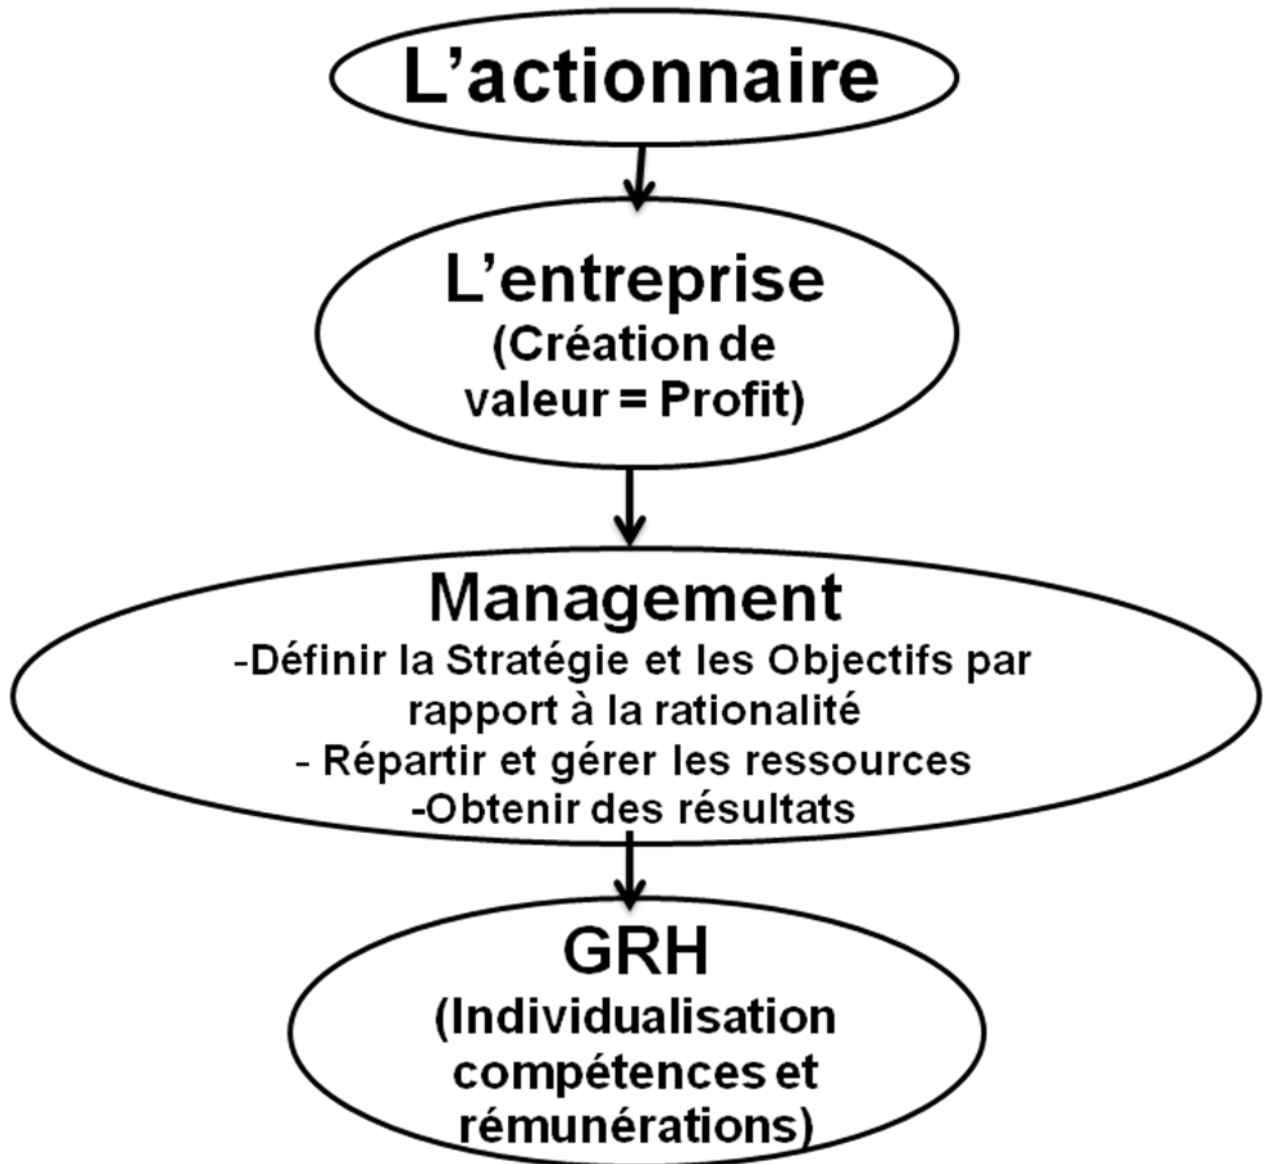 L’actionnaire
L’entreprise
(Création de
valeur = Profit)
Management
-Définir la Stratégie et les Objectifs par
rapport à la rationalité
- Répartir et gérer les ressources
-Obtenir des résultats
GRH
(Individualisation
compétences et
rémunérations)